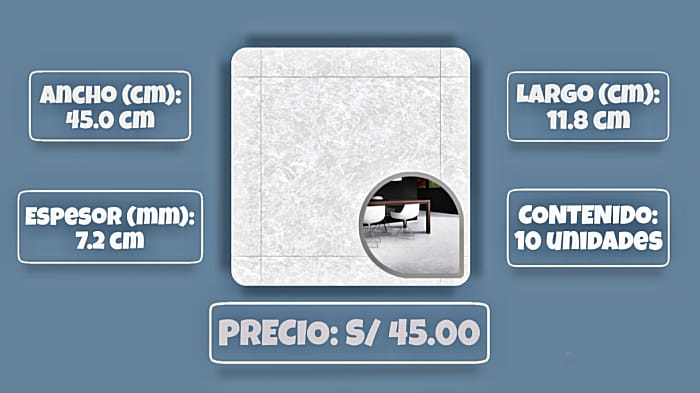 Ancho (cm):
45.0 cm
Largo (cm):
11.8 cm
Espesor (mm):
7.2 cm
Contenido:
10 unidades
Precio: S/ 45.00